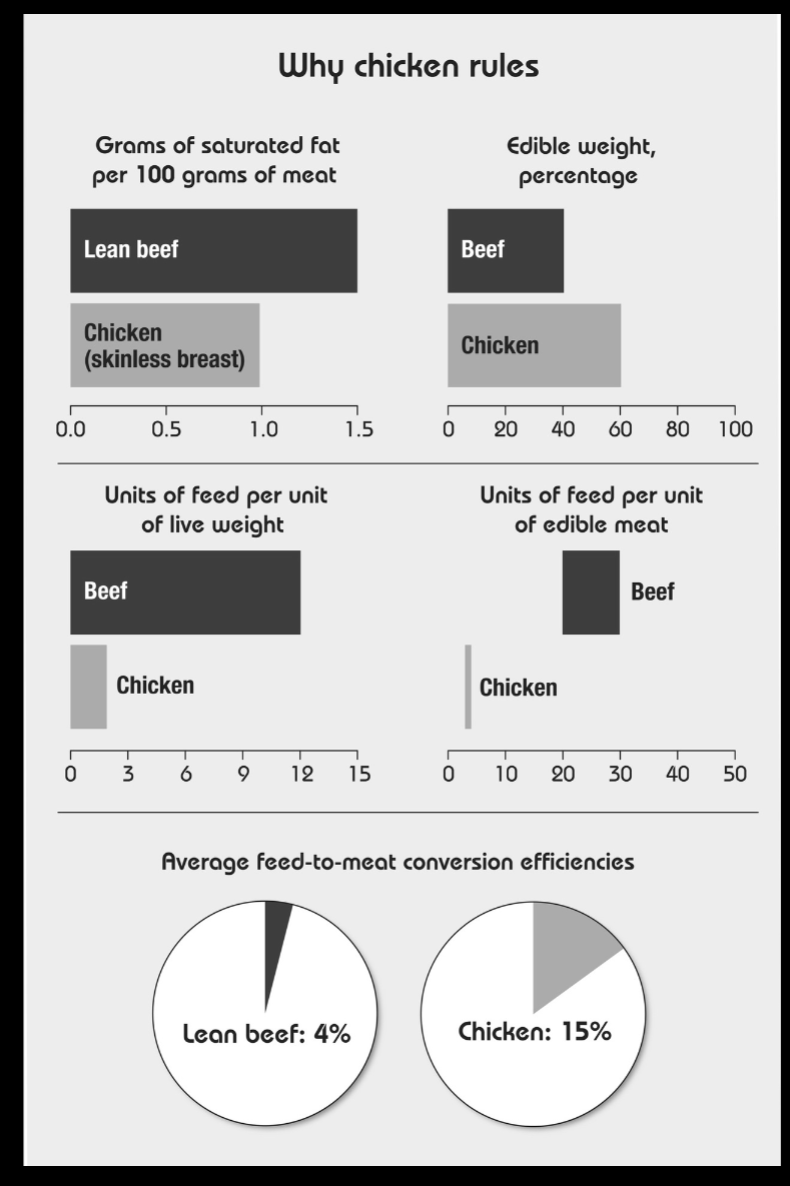 Why chicken rules
Grams of saturated fat
per 100 grams of meat
Lean beef
Chicken
(skinless breast)
0.0 0.5 1.0 1.5
Edible weight,
percentage
Beef
Chicken
0 20 40 60 80 100
Units of feed per unit
of live weight
Beef
Chicken
0 3 6 9 12 15
Units of feed per unit
of edible meat
Beef
Chicken
0 10 20 30 40 50
Average feed-to-meat conversion efficiencies
Lean beef: 4%
Chicken: 15%